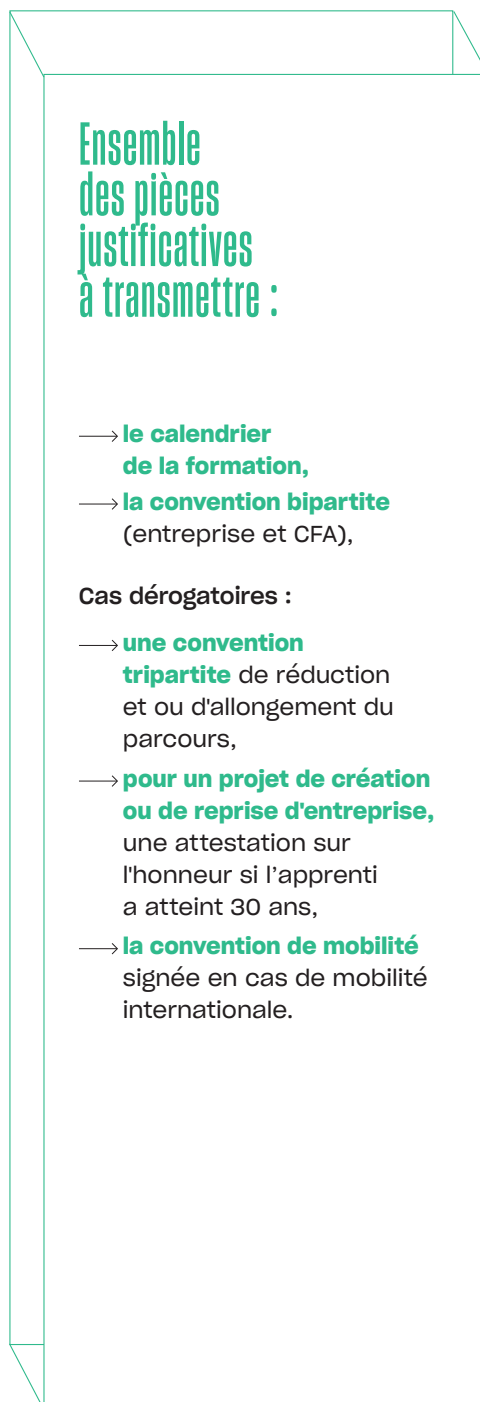 Ensemble
des pièces
justificatives
à transmettre :
le calendrier
de la formation,
la convention bipartite
(entreprise et CFA),
Cas dérogatoires :
une convention
tripartite de réduction
et ou d'allongement du
parcours,
pour un projet de création
ou de reprise d'entreprise,
une attestation sur
l'honneur si l’apprenti
a atteint 30 ans,
la convention de mobilité
signée en cas de mobilité
internationale.